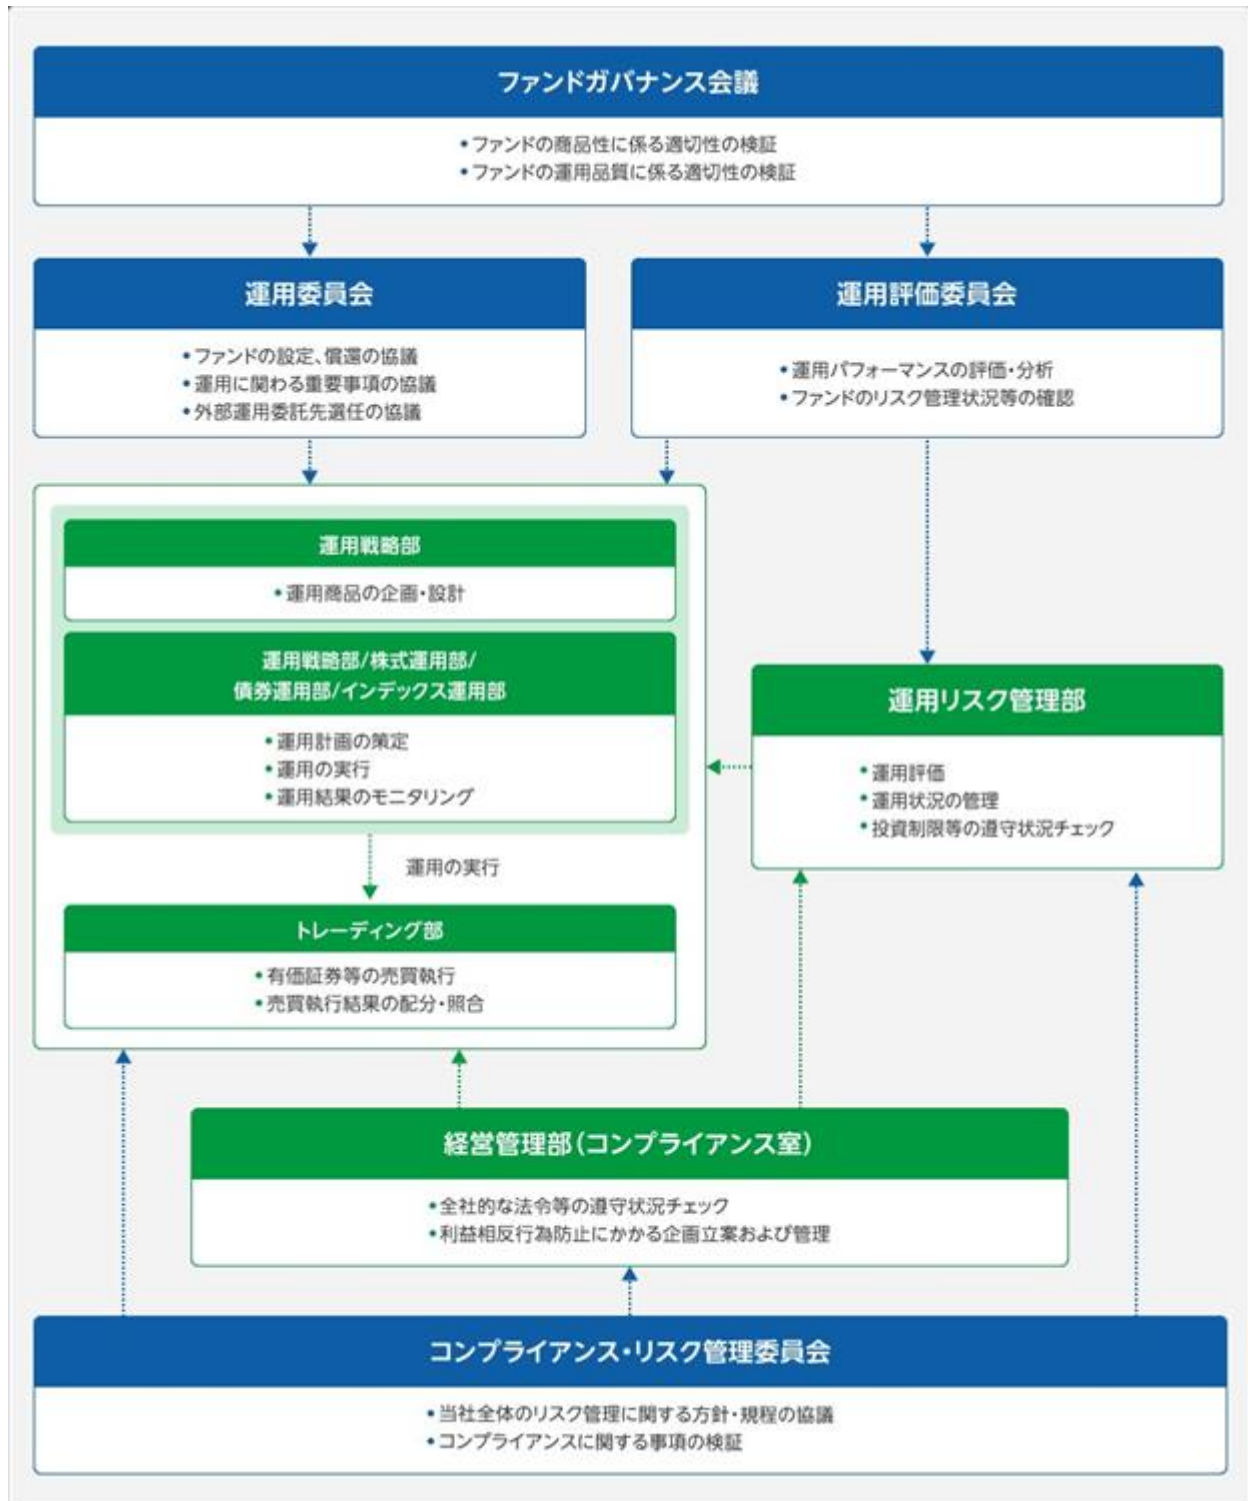 ファンドガバナンス会議
•ファンドの商品性に係る適切性の検証
•ファンドの運用品質に係る適切性の検証
運用委員会
•ファンドの設定、償還の協議
•運用に関わる重要事項の協議
•外部運用委託先選任の協議
運用評価委員会
•運用パフォーマンスの評価・分析
•ファンドのリスク管理状況等の確認
運用戦略部
•運用商品の企画・設計
運用戦略部/株式運用部/
債券運用部/インデックス運用部
•運用計画の策定
•運用の実行
•運用結果のモニタリング
運用の実行
トレーディング部
•有価証券等の売買執行
•売買執行結果の配分・照合
運用リスク管理部
•運用評価
•運用状況の管理
•投資制限等の遵守状況チェック
経営管理部(コンプライアンス室)
•全社的な法令等の遵守状況チェック
•利益相反行為防止にかかる企画立案および管理
コンプライアンス・リスク管理委員会
•当社全体のリスク管理に関する方針・規程の協議
•コンプライアンスに関する事項の検証